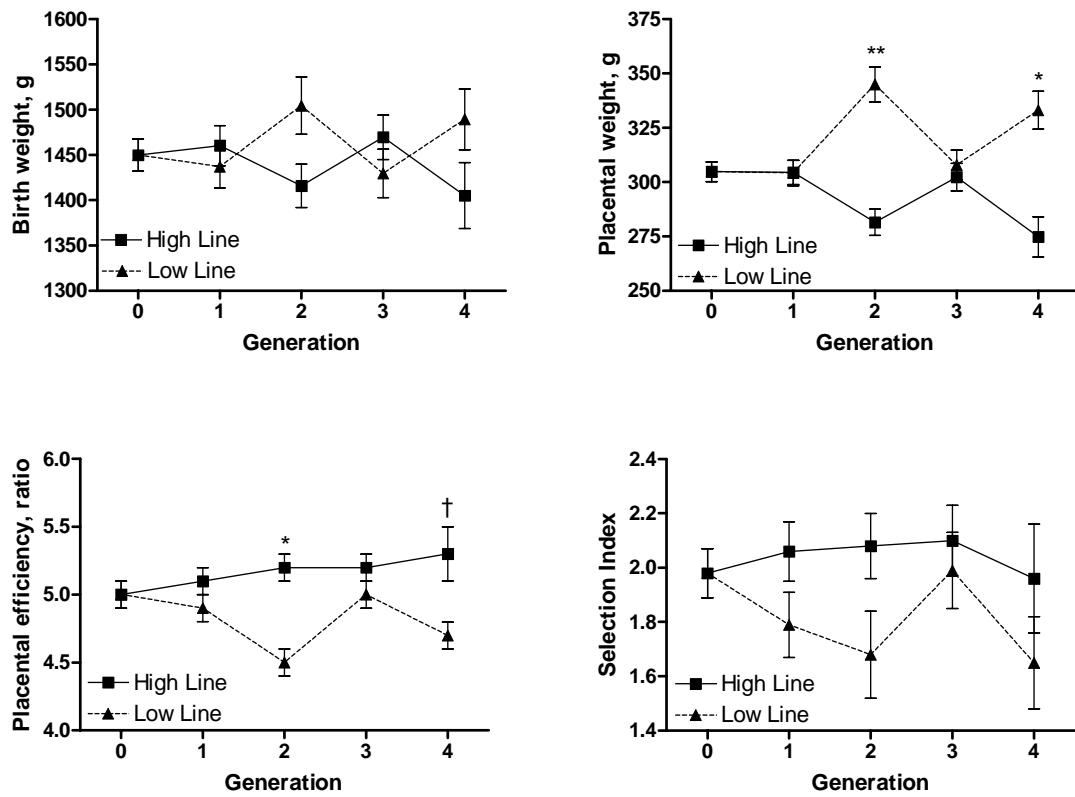 Birth weight, g
1600
1550
1500
1450
1400
1350
1300
High Line
Low Line
0 1 2 3 4
Generation
Placental weight, g
375
350
325
300
275
250
**
*
High Line
Low Line
0 1 2 3 4
Generation
Placental efficiency, ratio
6.0
5.5
5.0
4.5
4.0
*
†
High Line
Low Line
0 1 2 3 4
Generation
Selection Index
2.4
2.2
2.0
1.8
1.6
1.4
High Line
Low Line
0 1 2 3 4
Generation